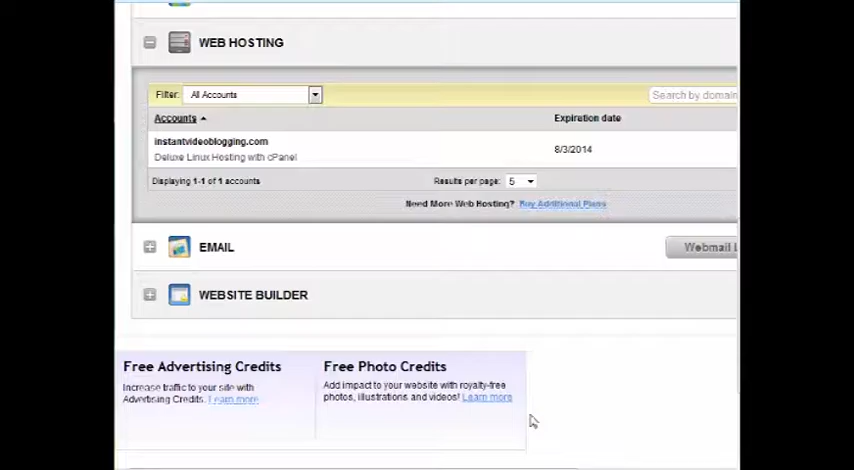 WEB HOSTING
Filter: All Accounts
Search by domain
Accounts Expiration date
instantvideoblogging.com
Deluxe Linux Hosting with cPanel
8/3/2014
Displaying 1-1 of 1 accounts Results per page: 5
Need More Web Hosting? Buy Additional Plans
EMAIL
Webmail
WEBSITE BUILDER
Free Advertising Credits
Increase traffic to your site with
Advertising Credits. Learn more
Free Photo Credits
Add impact to your website with royalty-free
photos, illustrations and videos! Learn more